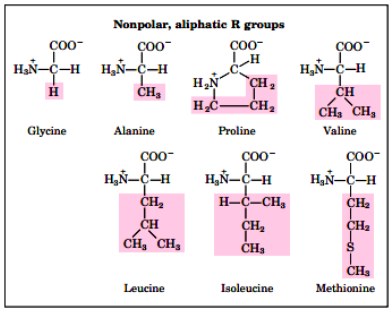 Nonpolar, aliphatic R groups
COO⁻ COO⁻ COO⁻ COO⁻
H₃N⁺—C—H H₃N⁺—C—H H₂N⁺ C H H₃N⁺—C—H
H CH₃ CH₂ CH
H₂C CH₂ CH₃ CH₃
Glycine Alanine Proline Valine
COO⁻ COO⁻ COO⁻
H₃N⁺—C—H H₃N⁺—C—H H₃N⁺—C—H
CH₂ H—C—CH₃ CH₂
CH CH₂ CH₂
CH₃ CH₃ CH₃ S
CH₃
Leucine Isoleucine Methionine